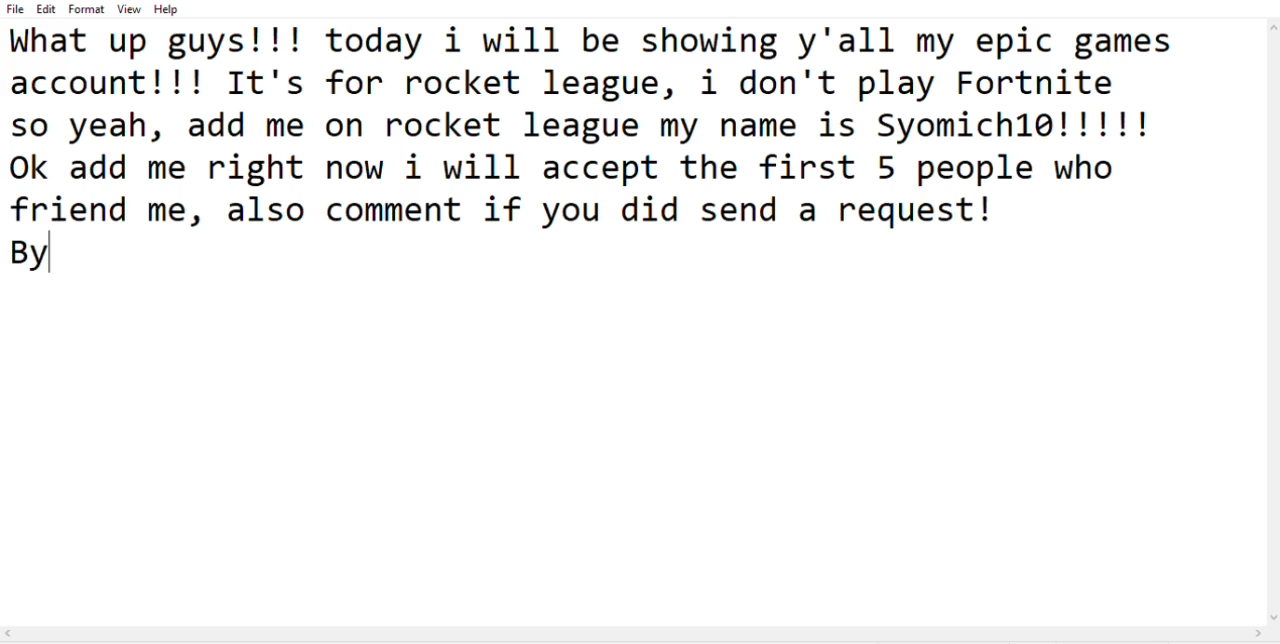 File Edit Format View Help
What up guys!!! today i will be showing y'all my epic games
account!!! It's for rocket league, i don't play Fortnite
so yeah, add me on rocket league my name is Syomich10!!!!!
Ok add me right now i will accept the first 5 people who
friend me, also comment if you did send a request!
By